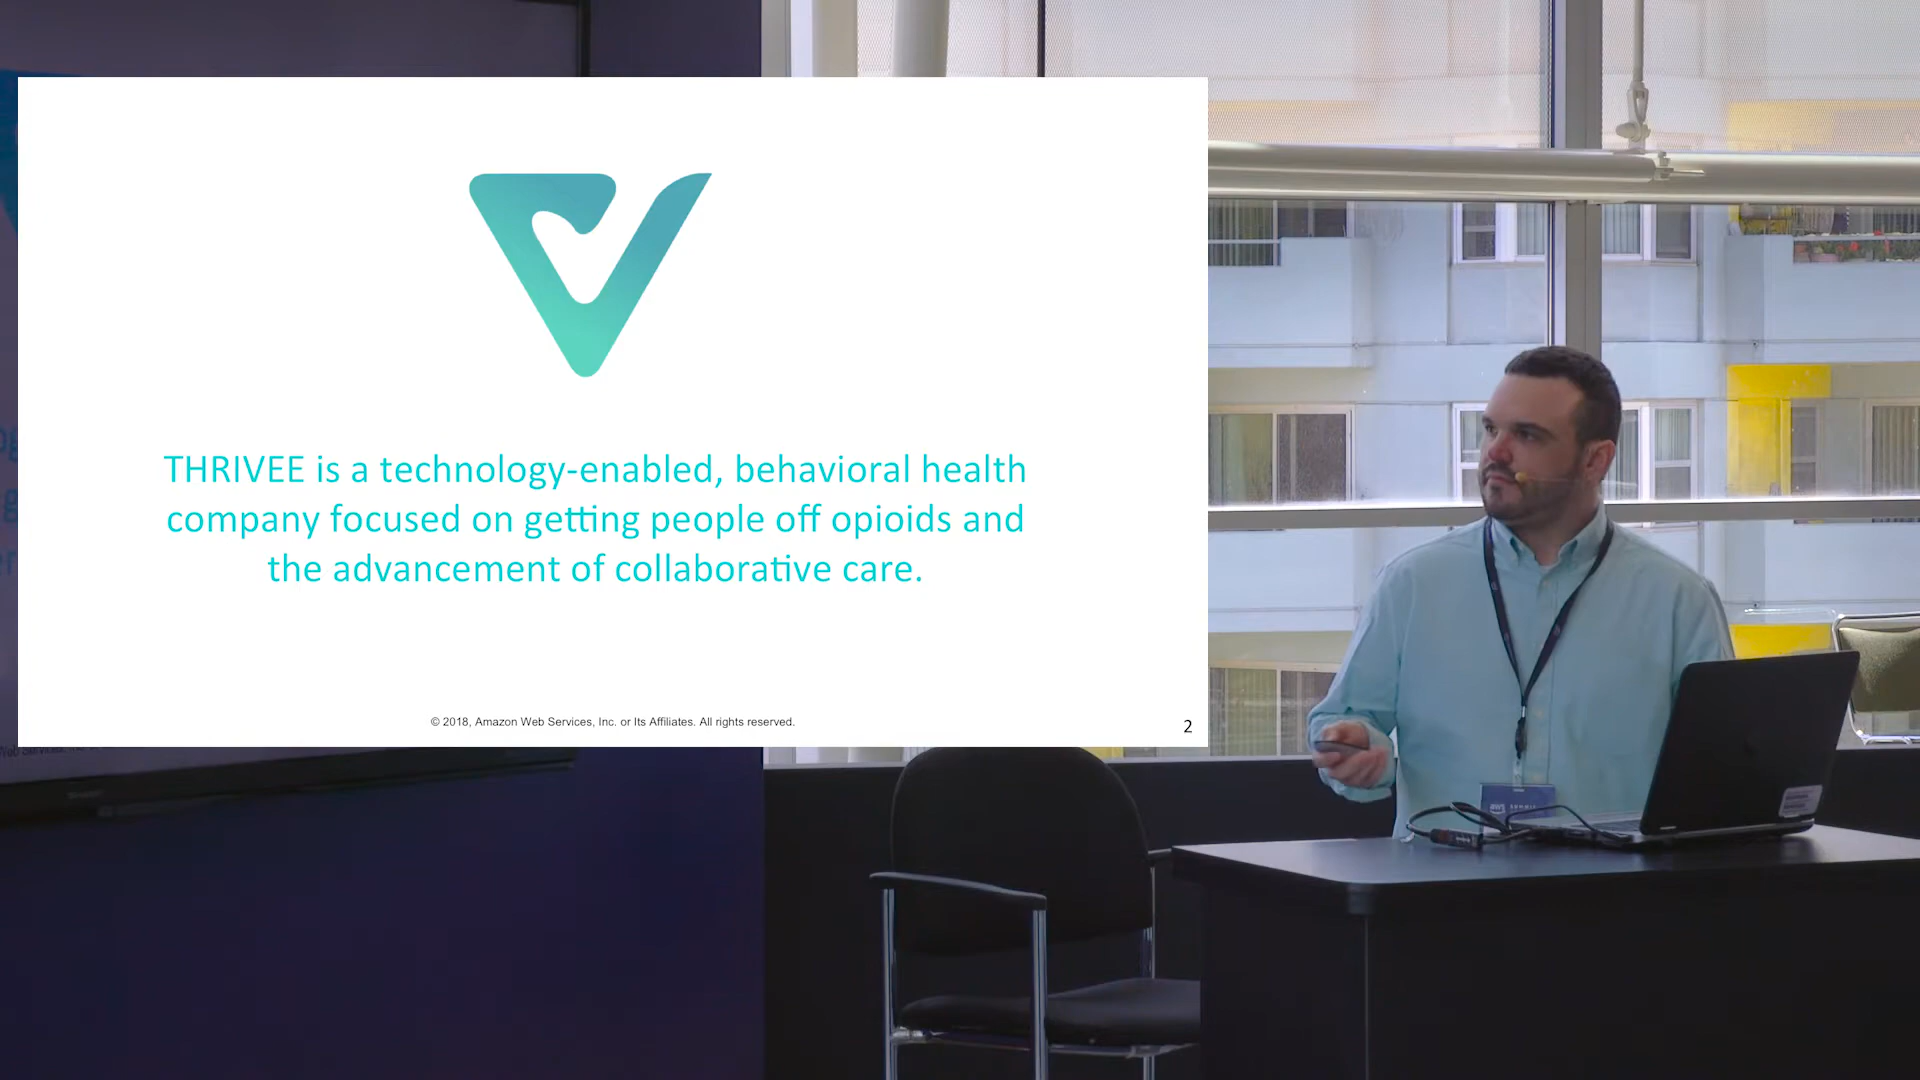 THRIVEE is a technology-enabled, behavioral health
company focused on getting people off opioids and
the advancement of collaborative care.
© 2018, Amazon Web Services, Inc. or Its Affiliates. All rights reserved.
2
aws